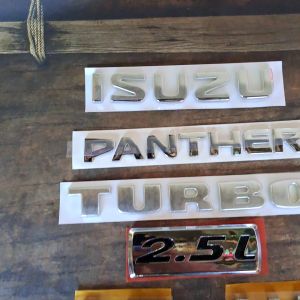 ISUZU
PANTHER
TURBO
2.5L